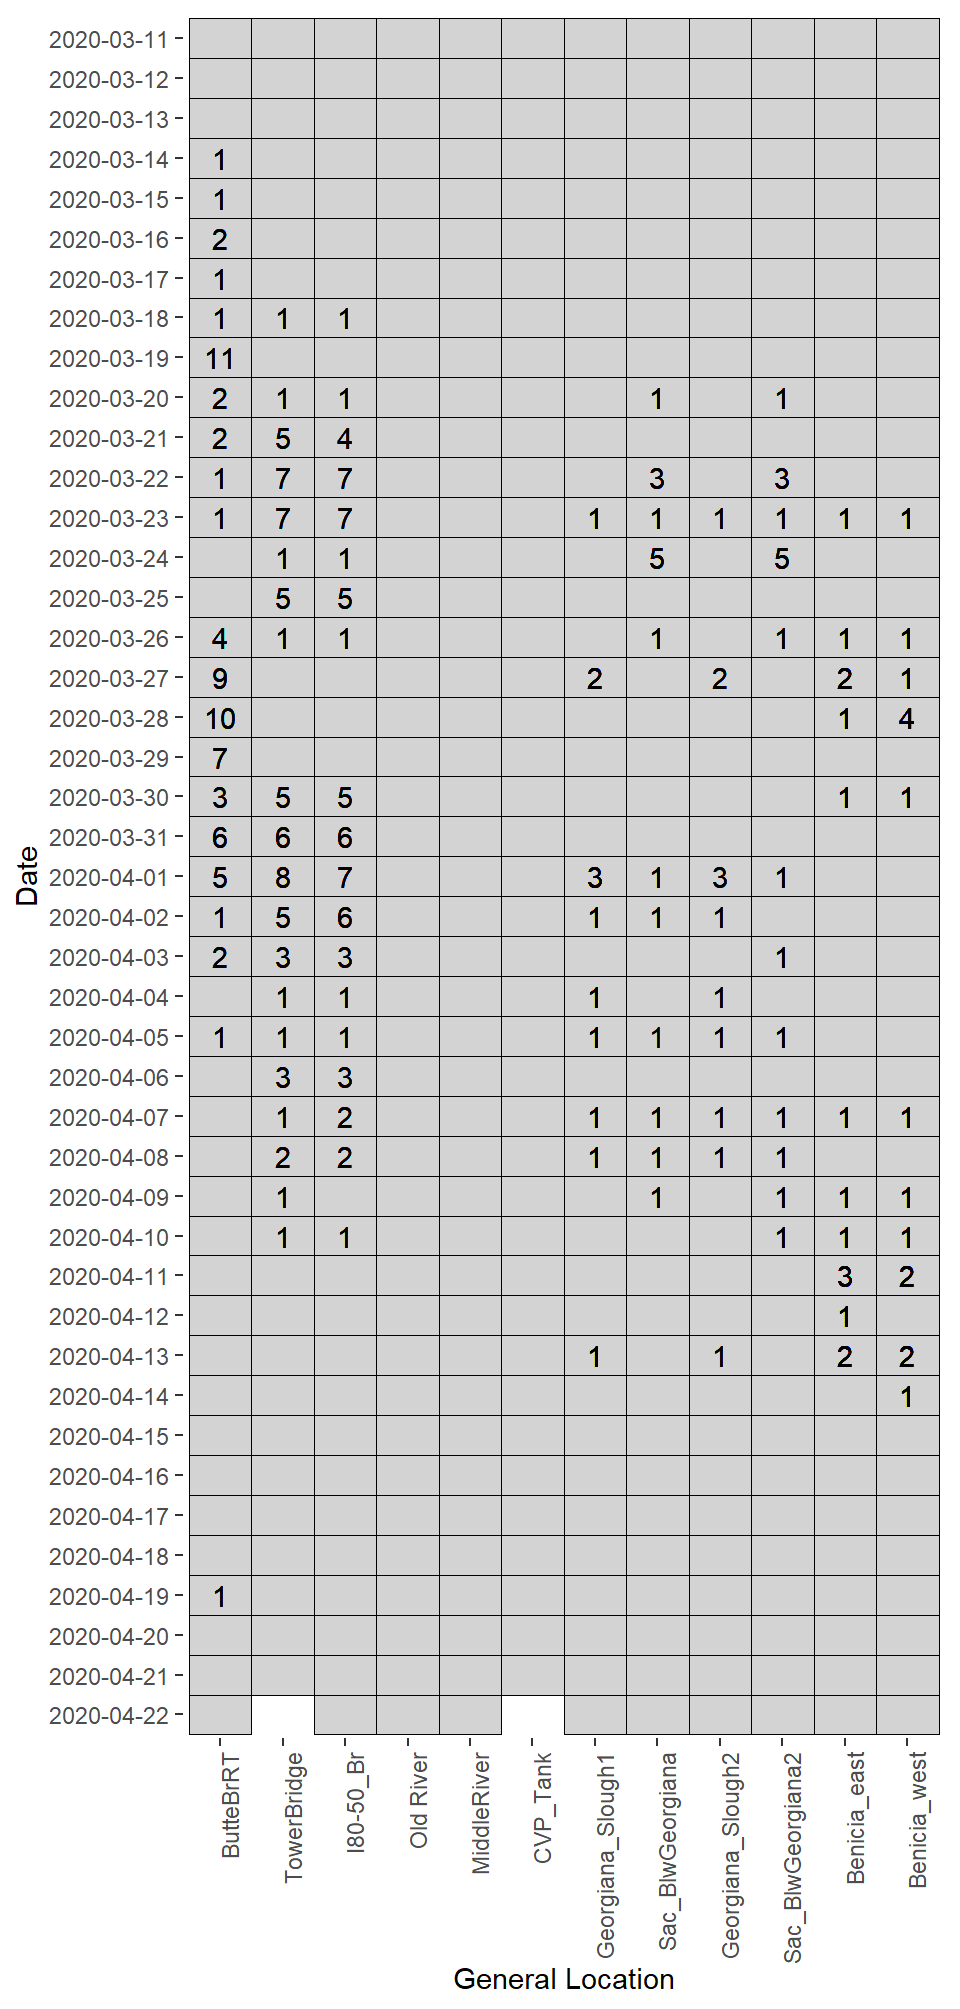 2020-03-11
2020-03-12
2020-03-13
2020-03-14 1
2020-03-15 1
2020-03-16 2
2020-03-17 1
2020-03-18 1 1 1
2020-03-19 11
2020-03-20 2 1 1 1 1
2020-03-21 2 5 4
2020-03-22 1 7 7 3 3
2020-03-23 1 7 7 1 1 1 1 1 1
2020-03-24 1 1 5 5
2020-03-25 5 5
2020-03-26 4 1 1 1 1 1 1
2020-03-27 9 2 2 2 1
2020-03-28 10 1 4
2020-03-29 7
2020-03-30 3 5 5 1 1
2020-03-31 6 6 6
2020-04-01 5 8 7 3 1 3 1
2020-04-02 1 5 6 1 1 1
2020-04-03 2 3 3 1
2020-04-04 1 1 1 1
2020-04-05 1 1 1 1 1 1 1
2020-04-06 3 3
2020-04-07 1 2 1 1 1 1 1 1
2020-04-08 2 2 1 1 1 1
2020-04-09 1 1 1 1 1
2020-04-10 1 1 1 1 1
2020-04-11 3 2
2020-04-12 1
2020-04-13 1 1 2 2
2020-04-14 1
2020-04-15
2020-04-16
2020-04-17
2020-04-18
2020-04-19 1
2020-04-20
2020-04-21
2020-04-22
Date
ButteBrRT
TowerBridge
I80-50_Br
Old River
MiddleRiver
CVP_Tank
Georgiana_Slough1
Sac_BlwGeorgiana
Georgiana_Slough2
Sac_BlwGeorgiana2
Benicia_east
Benicia_west
General Location